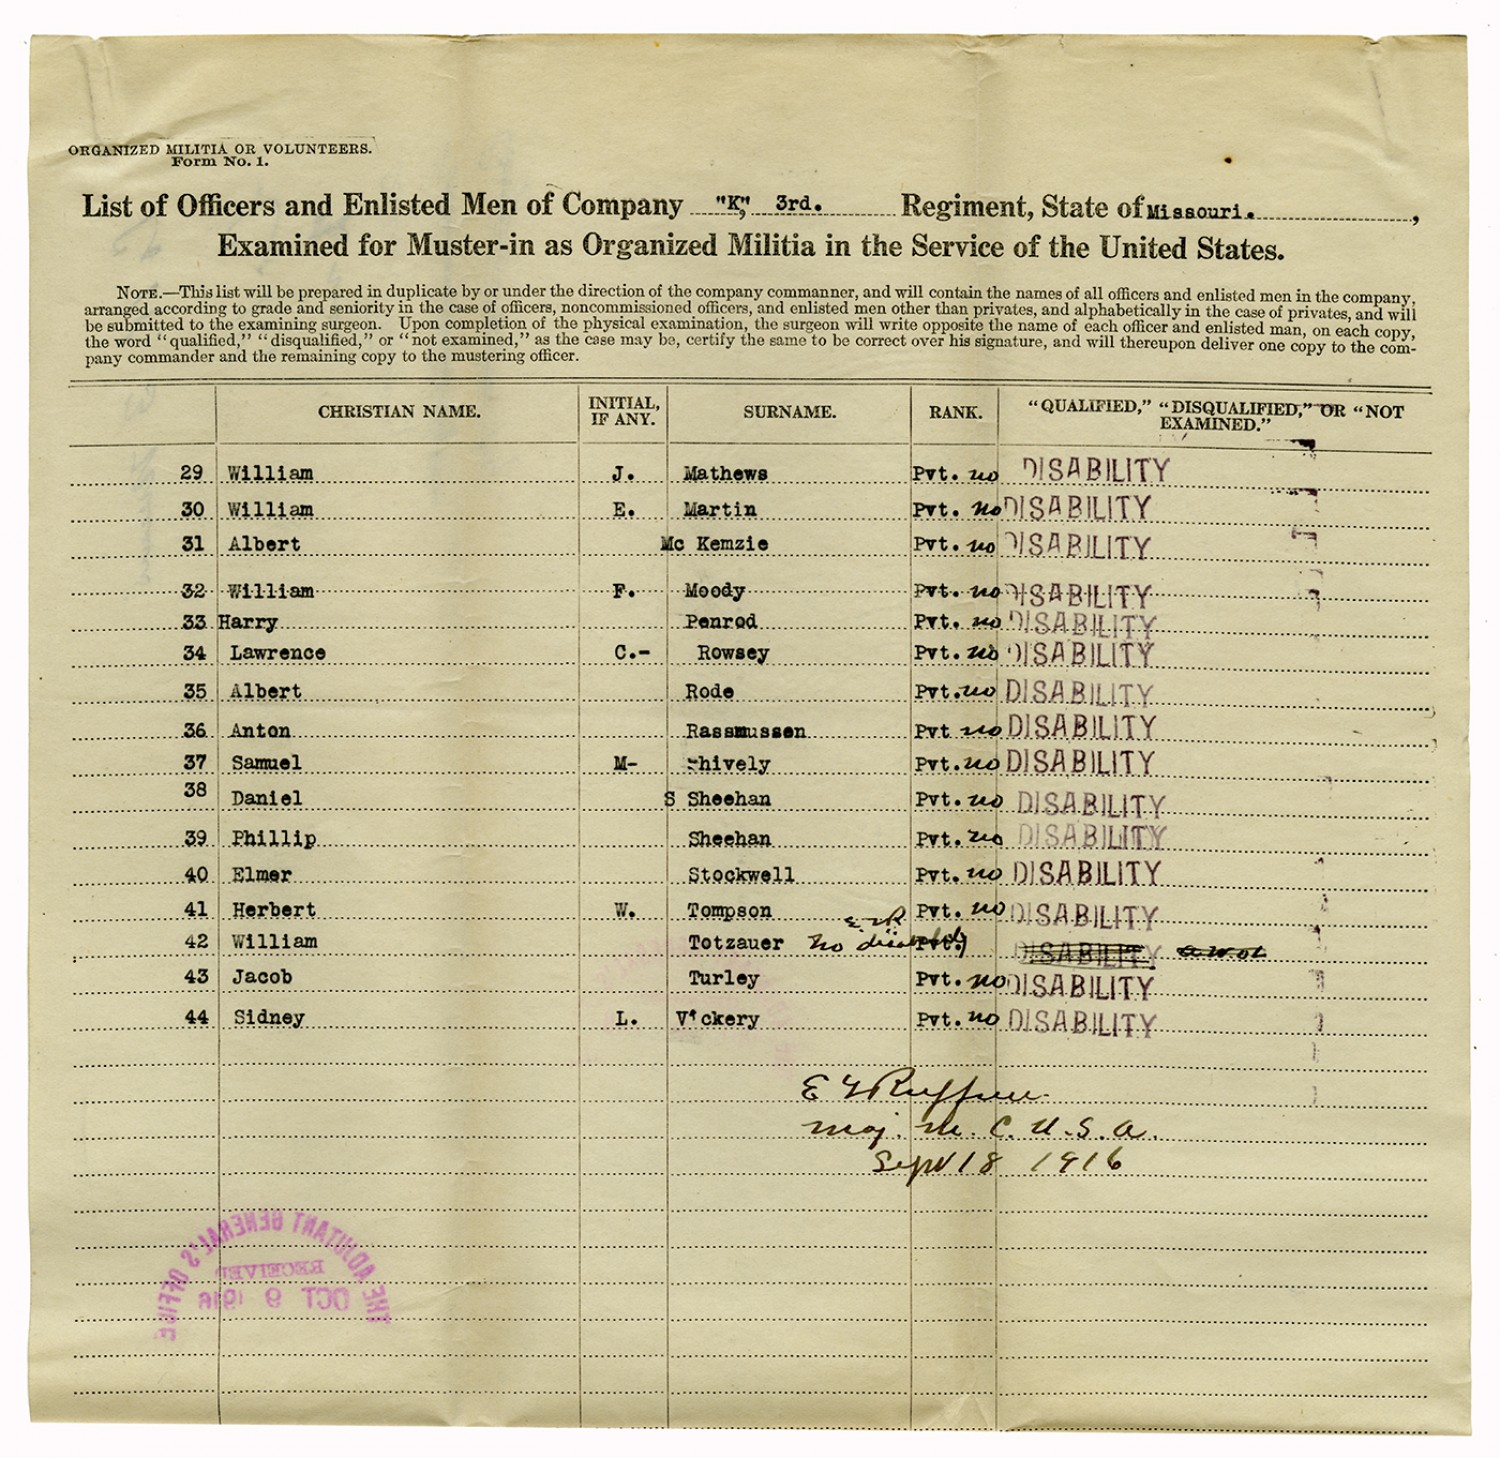 ORGANIZED MILITIA OR VOLUNTEERS.
Form No. 1.
List of Officers and Enlisted Men of Company "K," 3rd. Regiment, State of Missouri.,
Examined for Muster-in as Organized Militia in the Service of the United States.
NOTE.—This list will be prepared in duplicate by or under the direction of the company commanner, and will contain the names of all officers and enlisted men in the company,
arranged according to grade and seniority in the case of officers, noncommissioned officers, and enlisted men other than privates, and alphabetically in the case of privates, and will
be submitted to the examining surgeon. Upon completion of the physical examination, the surgeon will write opposite the name of each officer and enlisted man, on each copy,
the word "qualified," "disqualified," or "not examined," as the case may be, certify the same to be correct over his signature, and will thereupon deliver one copy to the com-
pany commander and the remaining copy to the mustering officer.
CHRISTIAN NAME. INITIAL, IF ANY. SURNAME. RANK. "QUALIFIED," "DISQUALIFIED," OR "NOT EXAMINED."
29 William J. Mathews Pvt. no DISABILITY
30 William E. Martin Pvt. no DISABILITY
31 Albert Mc Kemzie Pvt. no DISABILITY
32 William F. Moody Pvt. no DISABILITY
33 Harry Penrod Pvt. no DISABILITY
34 Lawrence C.- Rowsey Pvt. no DISABILITY
35 Albert Rode Pvt. no DISABILITY
36 Anton Rassmussen Pvt no DISABILITY
37 Samuel M- -hively Pvt. no DISABILITY
38 Daniel S Sheehan Pvt. no DISABILITY
39 Phillip Sheehan Pvt. no DISABILITY
40 Elmer Stockwell Pvt. no DISABILITY
41 Herbert W. Tompson Pvt. no DISABILITY
42 William Totzauer no disability Pvt. DISABILITY a w ol
43 Jacob Turley Pvt. no DISABILITY
44 Sidney L. Vickery Pvt. no DISABILITY
Maj. M. C. U.S.A.
Sept 18 1916
THE ADJUTANT GENERAL'S OFFICE
RECEIVED
OCT 9 1916